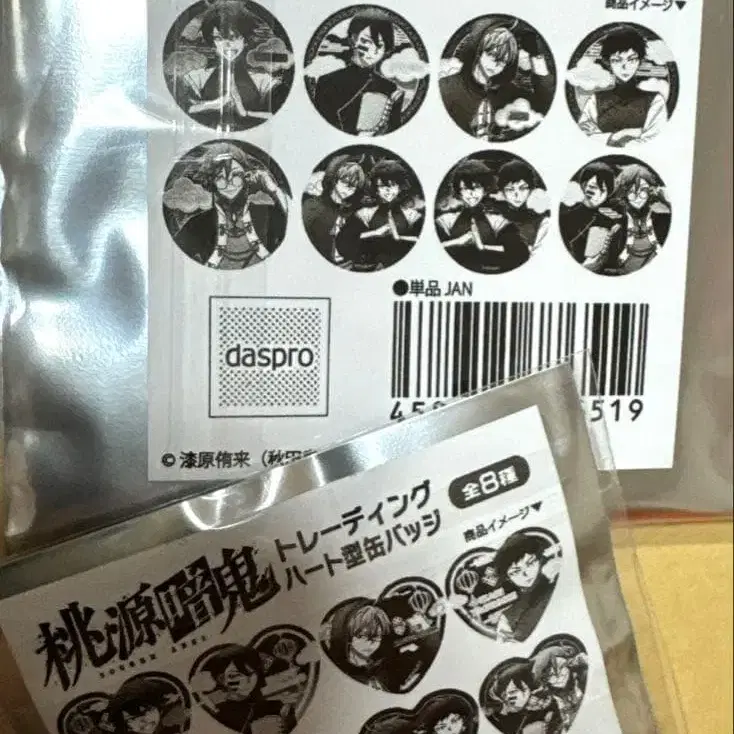 商品イメージ▼
●単品 JAN
daspro
519
© 漆原侑来（秋田
トレーディング
ハート型缶バッジ
全8種
商品イメージ▼
桃源暗鬼
TOUGEN ANKI